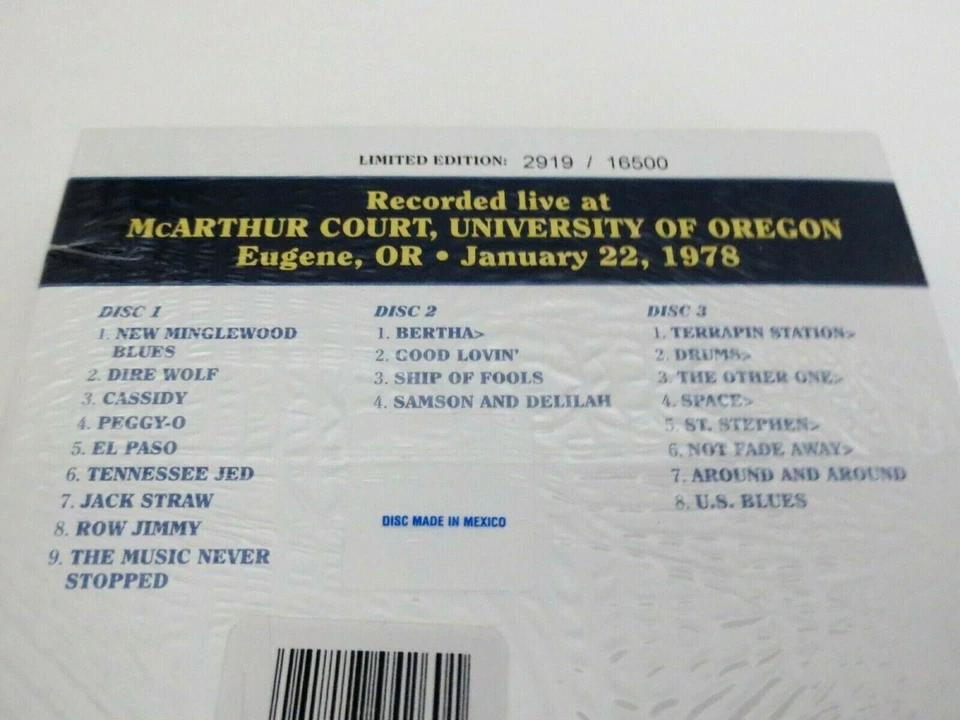 LIMITED EDITION: 2919 / 16500
Recorded live at
McARTHUR COURT, UNIVERSITY OF OREGON
Eugene, OR • January 22, 1978
DISC 1
1. NEW MINGLEWOOD
BLUES
2. DIRE WOLF
3. CASSIDY
4. PEGGY-O
5. EL PASO
6. TENNESSEE JED
7. JACK STRAW
8. ROW JIMMY
9. THE MUSIC NEVER
STOPPED
DISC 2
1. BERTHA>
2. GOOD LOVIN'
3. SHIP OF FOOLS
4. SAMSON AND DELILAH
DISC MADE IN MEXICO
DISC 3
1. TERRAPIN STATION>
2. DRUMS>
3. THE OTHER ONE>
4. SPACE>
5. ST. STEPHEN>
6. NOT FADE AWAY>
7. AROUND AND AROUND
8. U.S. BLUES